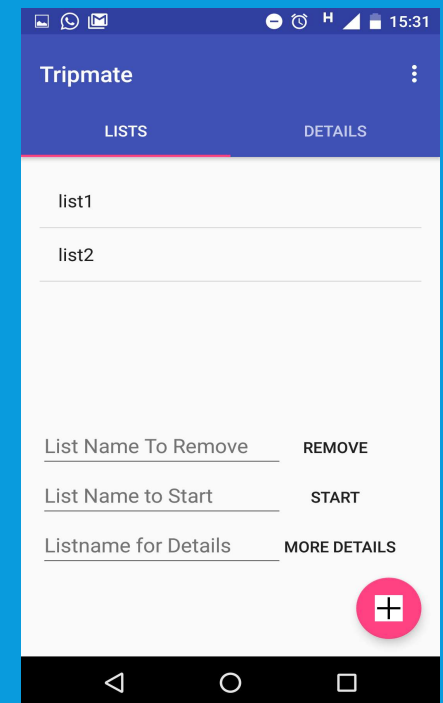 H 15:31
Tripmate
LISTS DETAILS
list1
list2
List Name To Remove REMOVE
List Name to Start START
Listname for Details MORE DETAILS